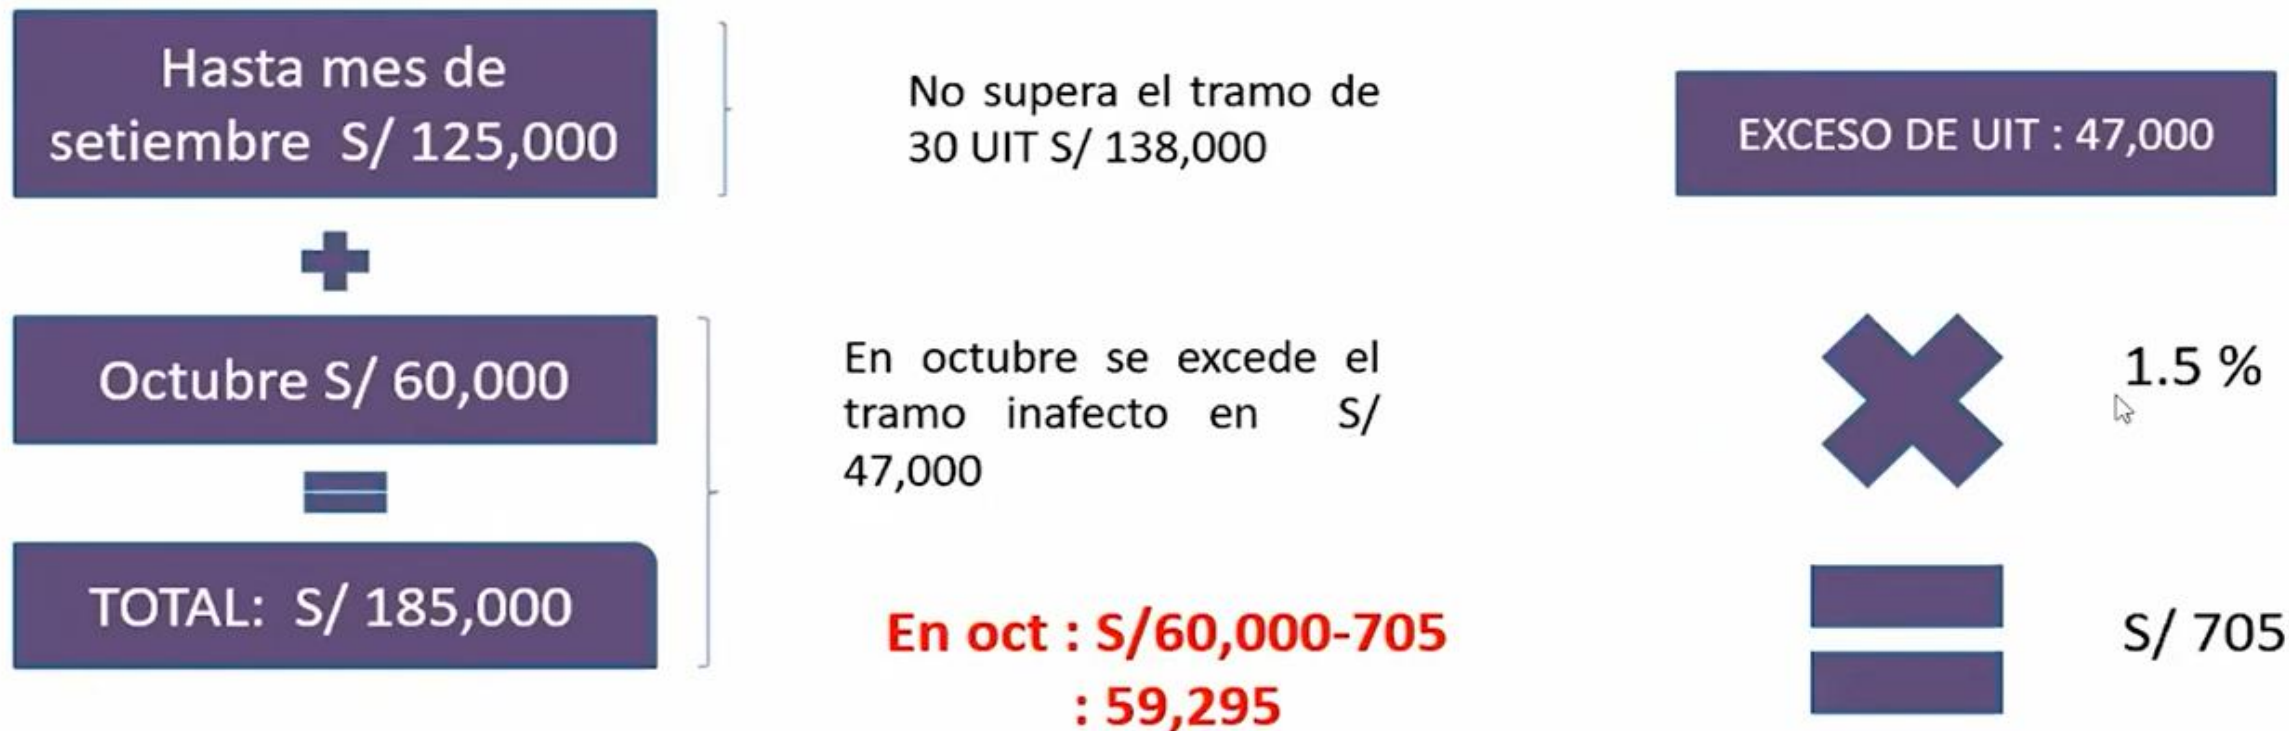 Hasta mes de
setiembre S/ 125,000
No supera el tramo de
30 UIT S/ 138,000
EXCESO DE UIT : 47,000
Octubre S/ 60,000
En octubre se excede el
tramo inafecto en S/
47,000
1.5 %
TOTAL: S/ 185,000
En oct : S/60,000-705
: 59,295
S/ 705